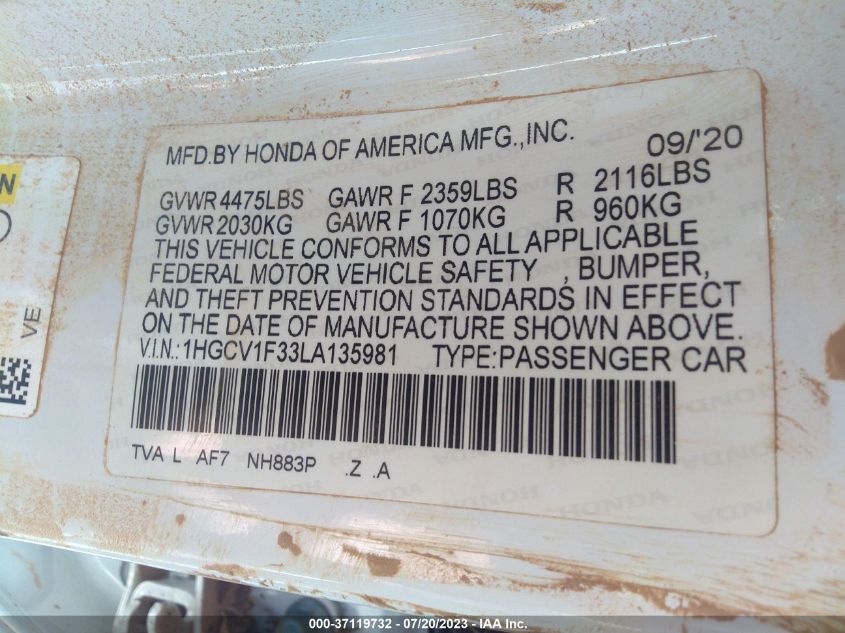 MFD.BY HONDA OF AMERICA MFG.,INC. 09/'20
GVWR 4475LBS GAWR F 2359LBS R 2116LBS
GVWR 2030KG GAWR F 1070KG R 960KG
THIS VEHICLE CONFORMS TO ALL APPLICABLE
FEDERAL MOTOR VEHICLE SAFETY , BUMPER,
AND THEFT PREVENTION STANDARDS IN EFFECT
ON THE DATE OF MANUFACTURE SHOWN ABOVE.
V.I.N.:1HGCV1F33LA135981 TYPE:PASSENGER CAR
TVA L AF7 NH883P .Z .A
VE
000-37119732 - 07/20/2023 - IAA Inc.